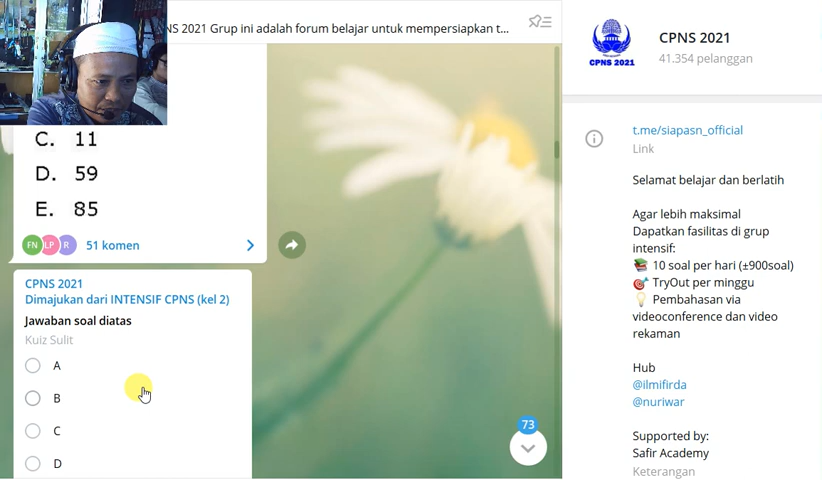 NS 2021 Grup ini adalah forum belajar untuk mempersiapkan t...
C. 11
D. 59
E. 85
FN LP R 51 komen
CPNS 2021
Dimajukan dari INTENSIF CPNS (kel 2)
Jawaban soal diatas
Kuiz Sulit
A
B
C
D
73
CPNS 2021
CPNS 2021
41.354 pelanggan
t.me/siapasn_official
Link
Selamat belajar dan berlatih
Agar lebih maksimal
Dapatkan fasilitas di grup
intensif:
10 soal per hari (±900soal)
TryOut per minggu
Pembahasan via
videoconference dan video
rekaman
Hub
@ilmifirda
@nuriwar
Supported by:
Safir Academy
Keterangan